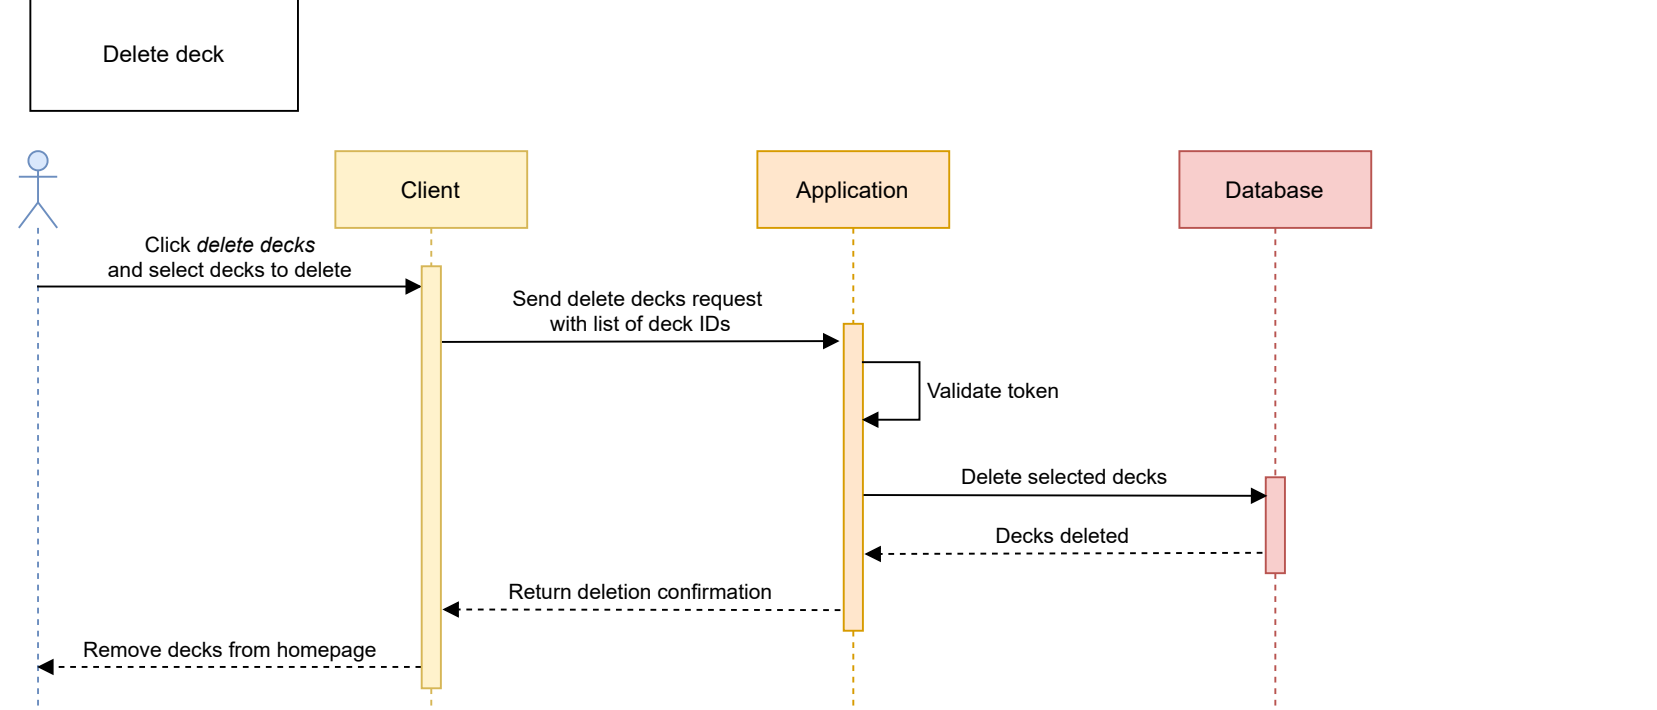 Delete deck
Client
Application
Database
Click delete decks
and select decks to delete
Send delete decks request
with list of deck IDs
Validate token
Delete selected decks
Decks deleted
Return deletion confirmation
Remove decks from homepage